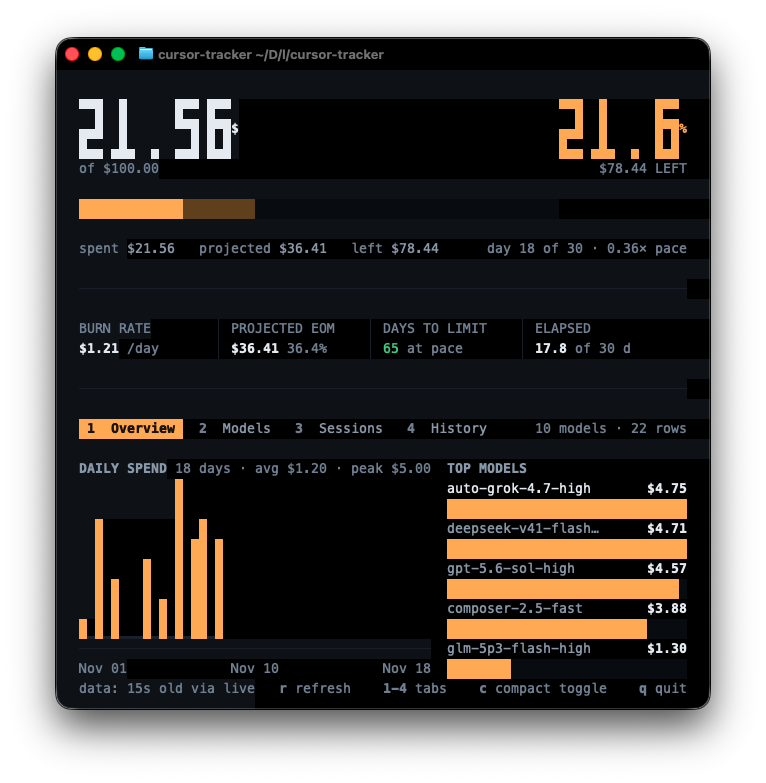 cursor-tracker ~/D/l/cursor-tracker
21.56$ 21.6%
of $100.00 $78.44 LEFT
spent $21.56 projected $36.41 left $78.44 day 18 of 30 · 0.36× pace
BURN RATE PROJECTED EOM DAYS TO LIMIT ELAPSED
$1.21 /day $36.41 36.4% 65 at pace 17.8 of 30 d
1 Overview 2 Models 3 Sessions 4 History 10 models · 22 rows
DAILY SPEND 18 days · avg $1.20 · peak $5.00 TOP MODELS
auto-grok-4.7-high $4.75
deepseek-v41-flash… $4.71
gpt-5.6-sol-high $4.57
composer-2.5-fast $3.88
glm-5p3-flash-high $1.30
Nov 01 Nov 10 Nov 18
data: 15s old via live r refresh 1-4 tabs c compact toggle q quit